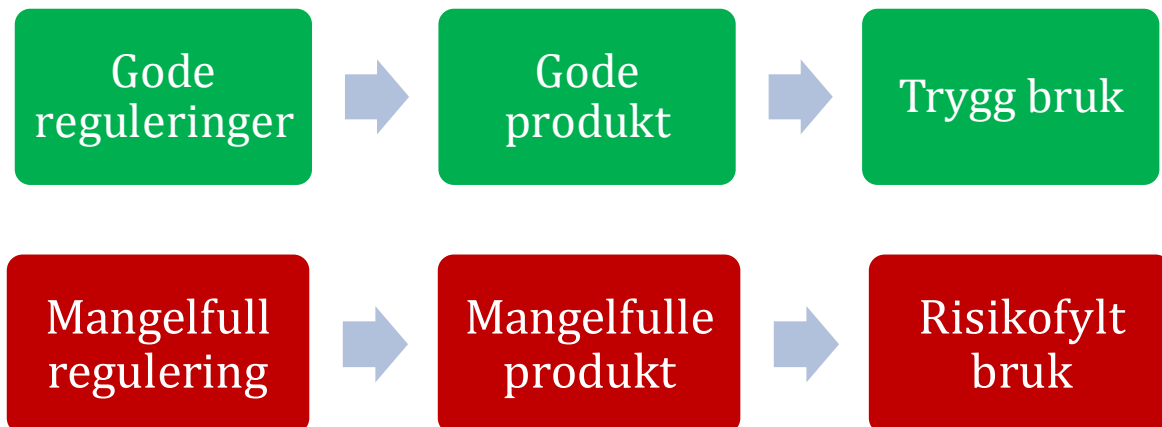 Gode
reguleringer
Gode
produkt
Trygg bruk
Mangelfull
regulering
Mangelfulle
produkt
Risikofylt
bruk